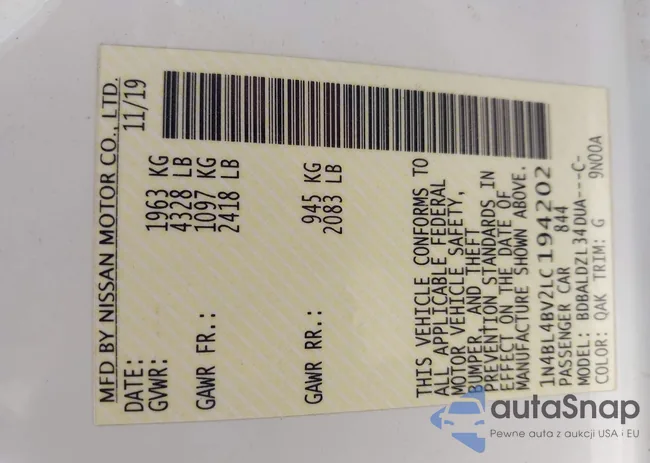 MFD BY NISSAN MOTOR CO., LTD.
DATE: 11/19
GVWR: 1963 KG
4328 LB
GAWR FR.: 1097 KG
2418 LB
GAWR RR.: 945 KG
2083 LB
THIS VEHICLE CONFORMS TO
ALL APPLICABLE FEDERAL
MOTOR VEHICLE SAFETY,
BUMPER, AND THEFT
PREVENTION STANDARDS IN
EFFECT ON THE DATE OF
MANUFACTURE SHOWN ABOVE.
1N4BL4BV2LC194202
PASSENGER CAR 844
MODEL: BDBALDZL34DUA---C-
COLOR: QAK TRIM: G 9N00A
autaSnap
Pewne auta z aukcji USA i EU